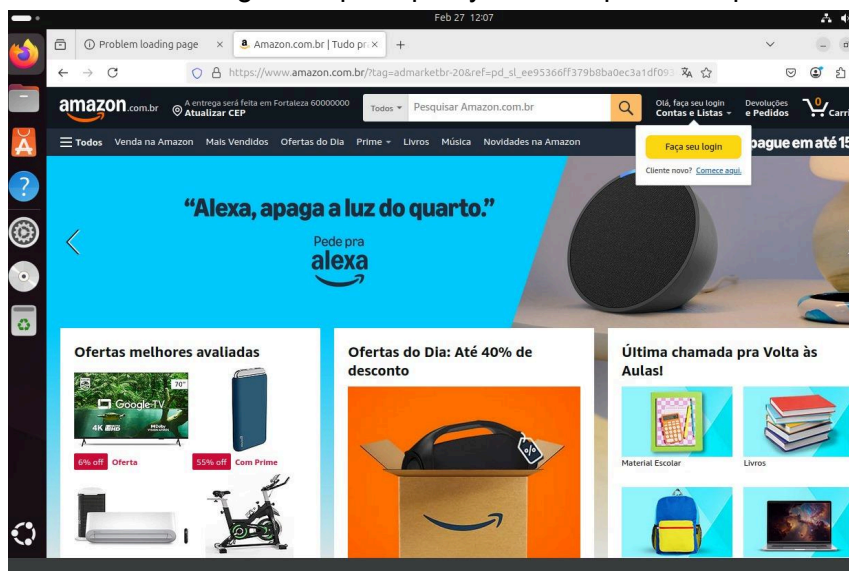 Feb 27 12:07
Problem loading page
Amazon.com.br | Tudo pr
https://www.amazon.com.br/?tag=admarketbr-20&ref=pd_sl_ee95366ff379b8ba0ec3a1df093
amazon.com.br
A entrega será feita em Fortaleza 60000000
Atualizar CEP
Todos
Pesquisar Amazon.com.br
Olá, faça seu login
Contas e Listas
Devoluções
e Pedidos
0
Carri
Todos Venda na Amazon Mais Vendidos Ofertas do Dia Prime Livros Música Novidades na Amazon
pague em até 15
Faça seu login
Cliente novo? Comece aqui.
“Alexa, apaga a luz do quarto.”
Pede pra
alexa
Ofertas melhores avaliadas
70"
Google TV
4K
6% off Oferta
55% off Com Prime
Ofertas do Dia: Até 40% de
desconto
Última chamada pra Volta às
Aulas!
Material Escolar
Livros